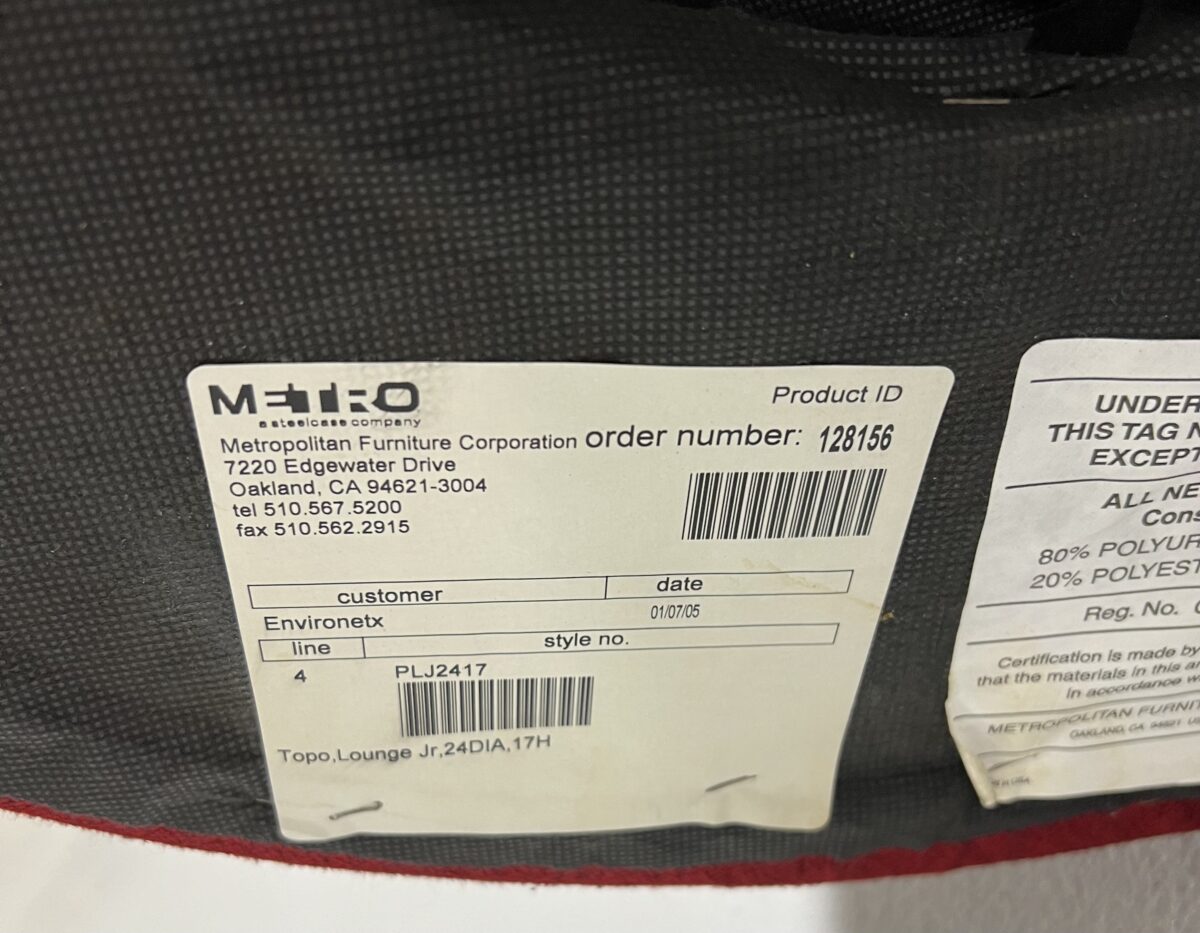 METRO
a steelcase company
Product ID
Metropolitan Furniture Corporation order number: 128156
7220 Edgewater Drive
Oakland, CA 94621-3004
tel 510.567.5200
fax 510.562.2915
customer date
Environetx 01/07/05
line style no.
4 PLJ2417
Topo,Lounge Jr,24DIA,17H
UNDER
THIS TAG N
EXCEPT
ALL NE
Cons
80% POLYUR
20% POLYEST
Reg. No.
Certification is made by
that the materials in this ar
in accordance w
METROPOLITAN FURNIT
OAKLAND, CA 94621 US